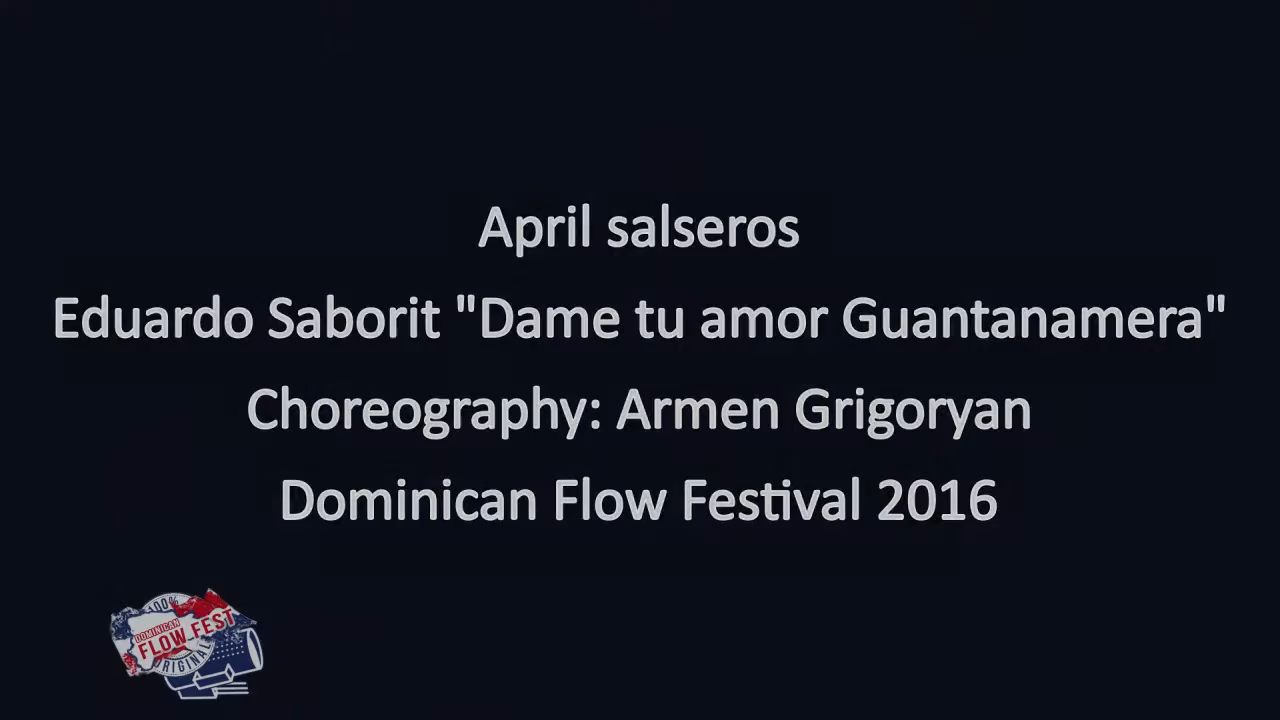 April salseros
Eduardo Saborit "Dame tu amor Guantanamera"
Choreography: Armen Grigoryan
Dominican Flow Festival 2016
100%
DOMINICAN
FLOW FEST
ORIGINAL